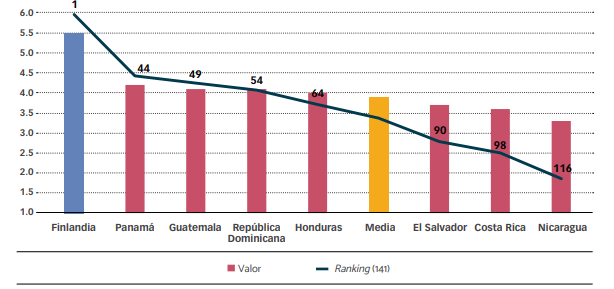 1
6.0
5.5
5.0
4.5
4.0
3.5
3.0
2.5
2.0
1.5
1.0
44
49
54
64
90
98
116
Finlandia
Panamá
Guatemala
República
Dominicana
Honduras
Media
El Salvador
Costa Rica
Nicaragua
Valor
Ranking (141)